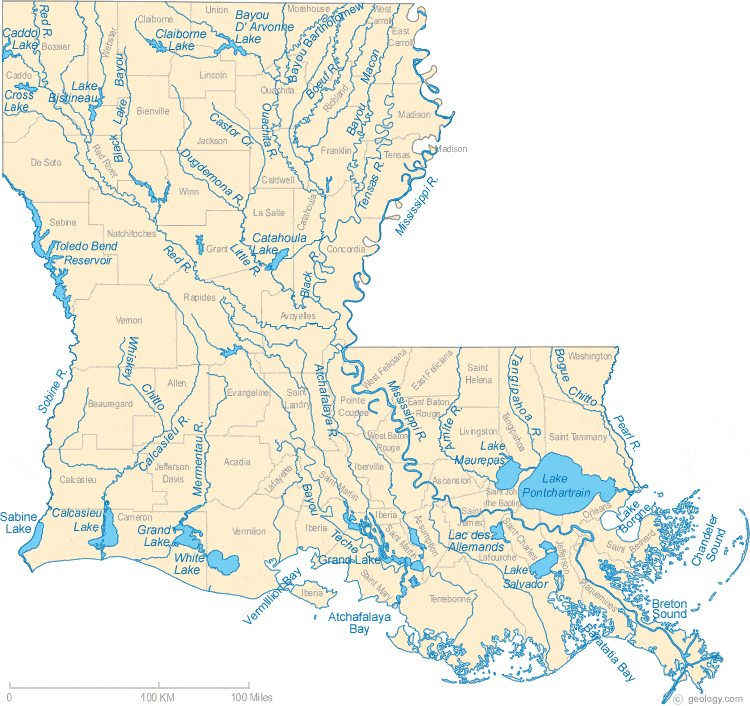 Union
Morehouse
West
Carroll
Claiborne
Bayou
D' Arvonne
Lake
East
Carroll
Red R.
Caddo
Lake
Bossier
Webster
Claiborne
Lake
Bayou Bartholomew
Boeuf R.
Macon
Caddo
Lincoln
Ouachita
Richland
Cross
Lake
Lake
Bistineau
Bayou
Lake
Black
Bienville
Castor Cr.
Jackson
Ouachita R.
Bayou
Madison
Franklin
Tensas
Madison
De Soto
Red River
Dugdemona R.
Caldwell
Winn
Tensas R.
Mississippi R.
Sabine
Natchitoches
La Salle
Catahoula
Toledo Bend
Reservoir
Red R.
Grant
Little R.
Catahoula
Lake
Concordia
Black R.
Rapides
Avoyelles
Vernon
Whiskey
Chitto
Sobine R.
Allen
Beauregard
Evangeline
Saint
Landry
Atchafalaya R.
Pointe
Coupee
West Feliciana
East Feliciana
Saint
Helena
Washington
Tangipahoa R.
Bogue Chitto
Pearl R.
Mississippi R.
East Baton
Rouge
Amite R.
Livingston
Tangipahoa
Saint Tammany
West Baton
Rouge
Calcasieu R.
Mermentau R.
Calcasieu
Jefferson
Davis
Acadia
Lafayette
Saint Martin
Iberville
Ascension
Lake
Maurepas
Lake
Pontchartrain
Saint John
the Baptist
Orleans
Lake
Borgne
Saint Bernard
Chandeler
Sound
Sabine
Lake
Calcasieu
Lake
Cameron
Grand
Lake
White
Lake
Vermilion
Iberia
Bayou
Teche
Iberia
Saint Martin
Assumption
Saint
James
Lac des
Allemands
Saint Charles
Jefferson
Lafourche
Lake
Salvador
Plaquemines
Grand Lake
Saint Mary
Vermillion Bay
Iberia
Atchafalaya
Bay
Terrebonne
Breton
Sound
0
100 KM
100 Miles
© geology.com